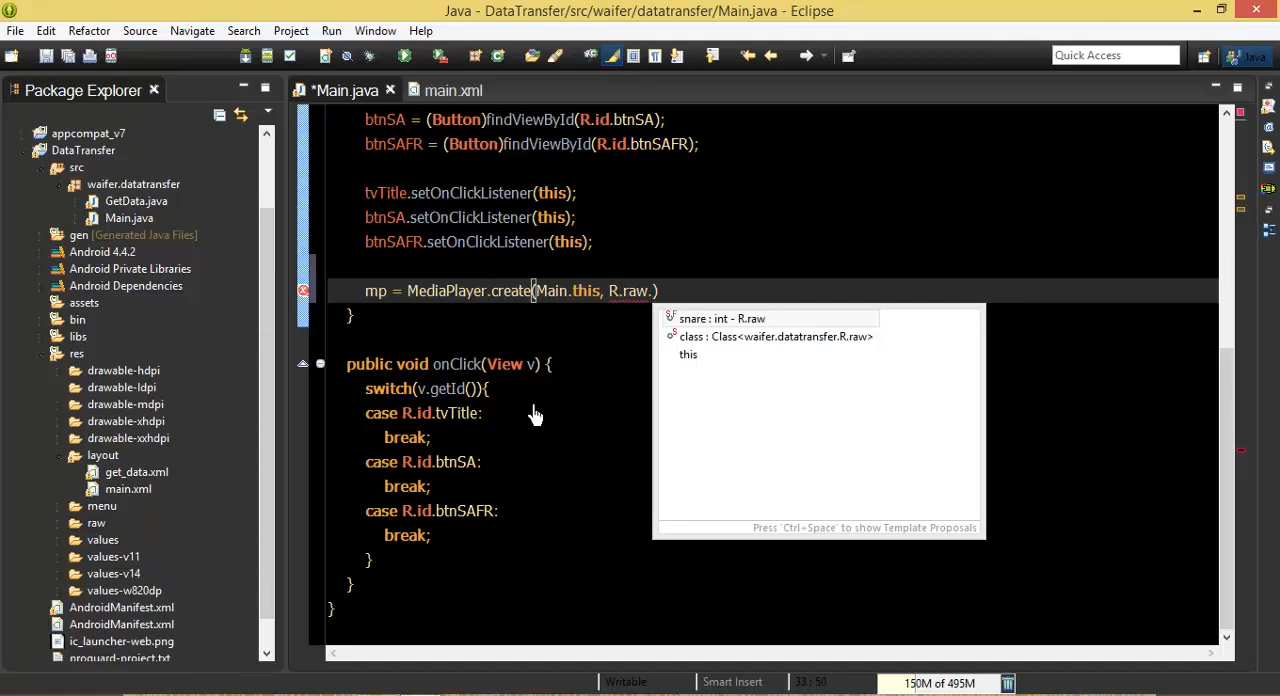 Java - DataTransfer/src/waifer/datatransfer/Main.java - Eclipse
File Edit Refactor Source Navigate Search Project Run Window Help
Quick Access
Java
Package Explorer
*Main.java
main.xml
appcompat_v7
DataTransfer
src
waifer.datatransfer
GetData.java
Main.java
gen [Generated Java Files]
Android 4.4.2
Android Private Libraries
Android Dependencies
assets
bin
libs
res
drawable-hdpi
drawable-ldpi
drawable-mdpi
drawable-xhdpi
drawable-xxhdpi
layout
get_data.xml
main.xml
menu
raw
values
values-v11
values-v14
values-w820dp
AndroidManifest.xml
AndroidManifest.xml
ic_launcher-web.png
proguard-project.txt
btnSA = (Button)findViewById(R.id.btnSA);
btnSAFR = (Button)findViewById(R.id.btnSAFR);
tvTitle.setOnClickListener(this);
btnSA.setOnClickListener(this);
btnSAFR.setOnClickListener(this);
mp = MediaPlayer.create(Main.this, R.raw.)
}
public void onClick(View v) {
switch(v.getId()){
case R.id.tvTitle:
break;
case R.id.btnSA:
break;
case R.id.btnSAFR:
break;
}
}
}
snare : int - R.raw
class : Class<waifer.datatransfer.R.raw>
this
Press 'Ctrl+Space' to show Template Proposals
Writable
Smart Insert
33 : 50
150M of 495M